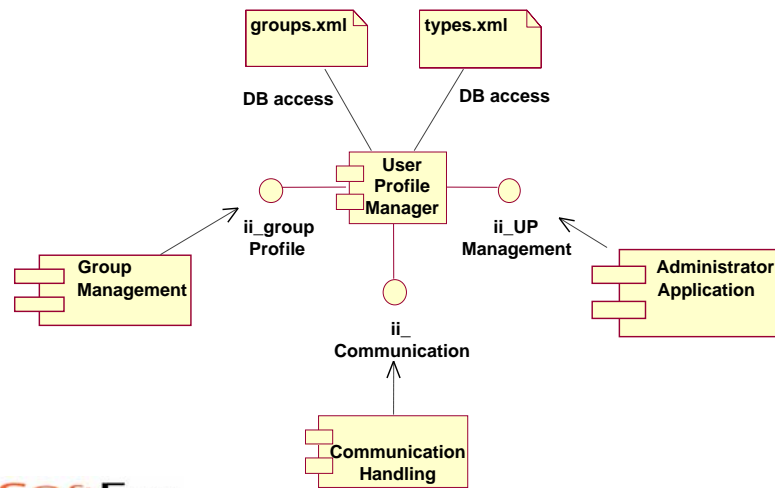 groups.xml
types.xml
DB access
DB access
User
Profile
Manager
ii_group
Profile
ii_UP
Management
Group
Management
Administrator
Application
ii_
Communication
Communication
Handling